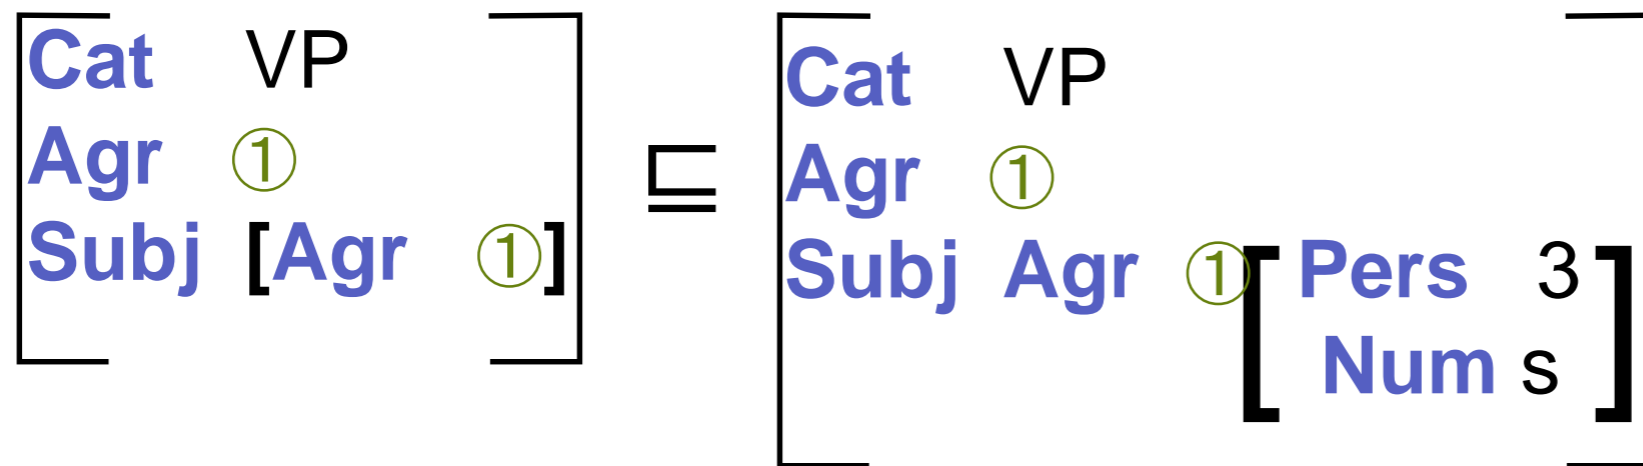 Cat VP
Agr ①
Subj [Agr ①]
⊑
Cat VP
Agr ①
Subj Agr ① [Pers 3
Num s]